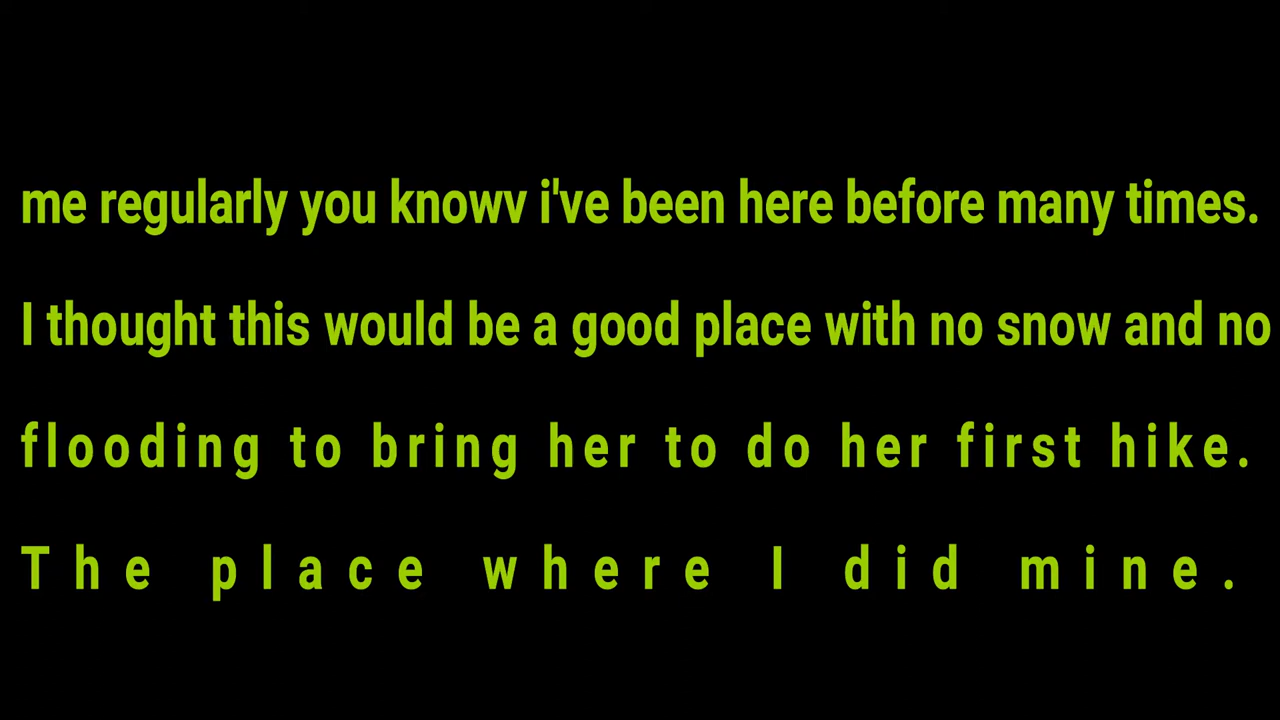 me regularly you knowv i've been here before many times.
I thought this would be a good place with no snow and no
flooding to bring her to do her first hike.
The place where I did mine.